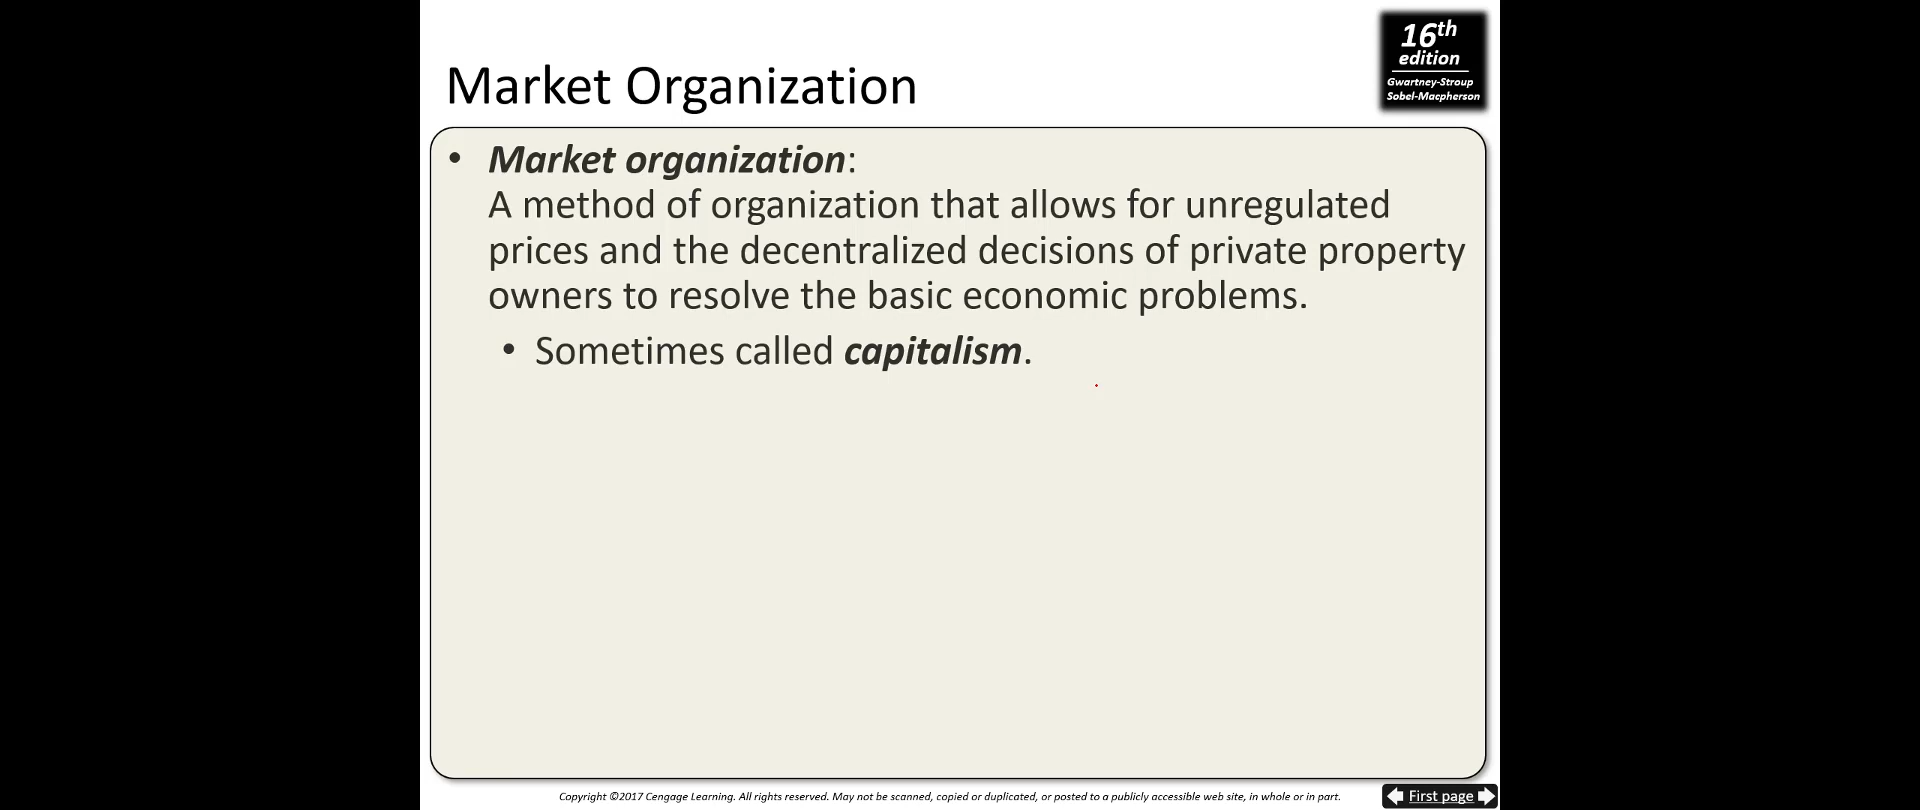 16th
edition
Gwartney-Stroup
Sobel-Macpherson
Market Organization
• Market organization:
A method of organization that allows for unregulated
prices and the decentralized decisions of private property
owners to resolve the basic economic problems.
• Sometimes called capitalism.
Copyright ©2017 Cengage Learning. All rights reserved. May not be scanned, copied or duplicated, or posted to a publicly accessible web site, in whole or in part.
First page